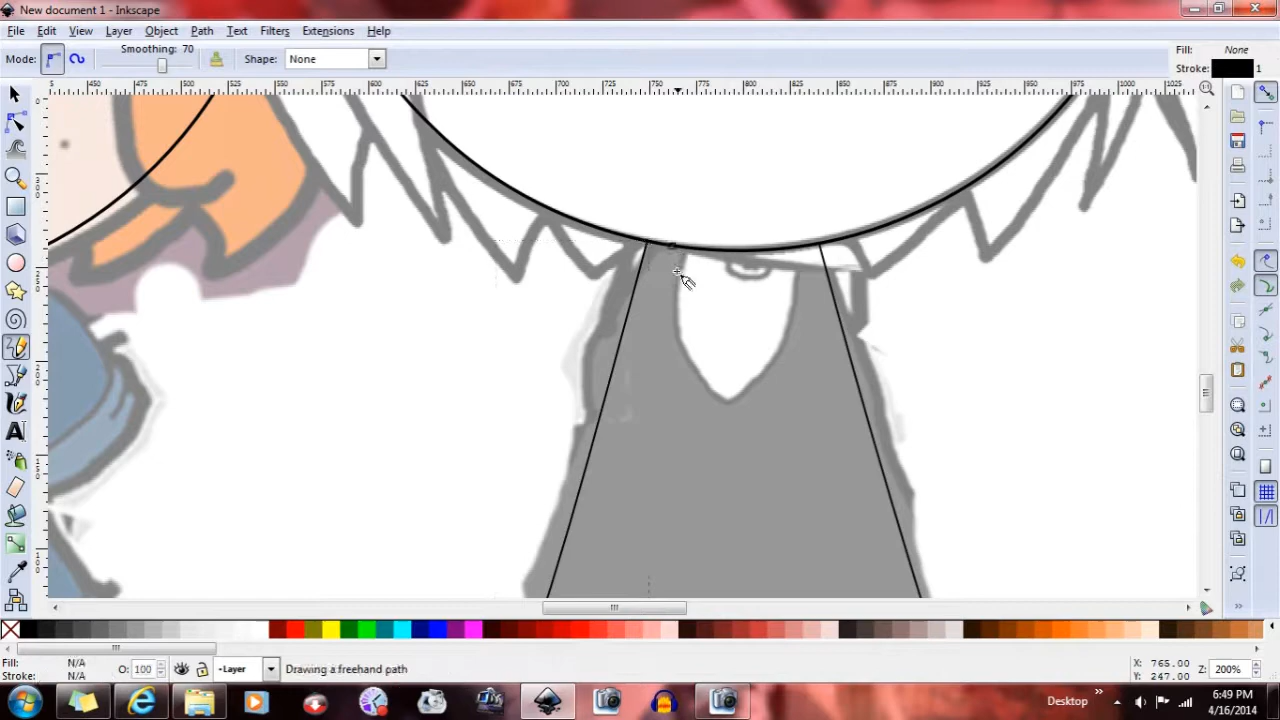 New document 1 - Inkscape
File Edit View Layer Object Path Text Filters Extensions Help
Mode: Smoothing: 70 Shape: None Fill: None
Stroke: 1
Fill: N/A O: 100 -Layer Drawing a freehand path X: 765.00 Z: 200%
Stroke: N/A Y: 247.00
Desktop 6:49 PM
4/16/2014